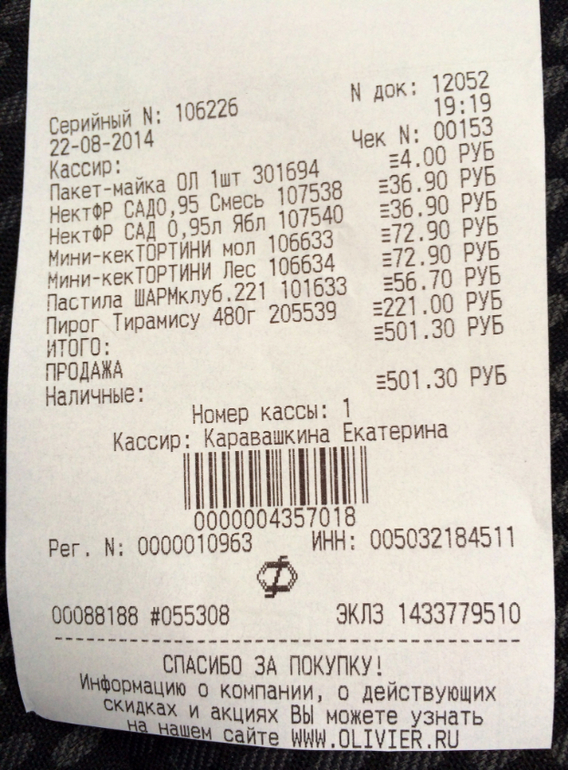 N док: 12052
Серийный N: 106226 19:19
22-08-2014 Чек N: 00153
Кассир:
Пакет-майка ОЛ 1шт 301694 ≡4.00 РУБ
НектФР САД0,95 Смесь 107538 ≡36.90 РУБ
НектФР САД 0,95л Ябл 107540 ≡36.90 РУБ
Мини-кекТОРТИНИ мол 106633 ≡72.90 РУБ
Мини-кекТОРТИНИ Лес 106634 ≡72.90 РУБ
Пастила ШАРМклуб.221 101633 ≡56.70 РУБ
Пирог Тирамису 480г 205539 ≡221.00 РУБ
ИТОГО: ≡501.30 РУБ
ПРОДАЖА
Наличные: ≡501.30 РУБ
Номер кассы: 1
Кассир: Каравашкина Екатерина
0000004357018
Рег. N: 0000010963 ИНН: 005032184511
00088188 #055308 ЭКЛЗ 1433779510
СПАСИБО ЗА ПОКУПКУ!
Информацию о компании, о действующих
скидках и акциях ВЫ можете узнать
на нашем сайте WWW.OLIVIER.RU